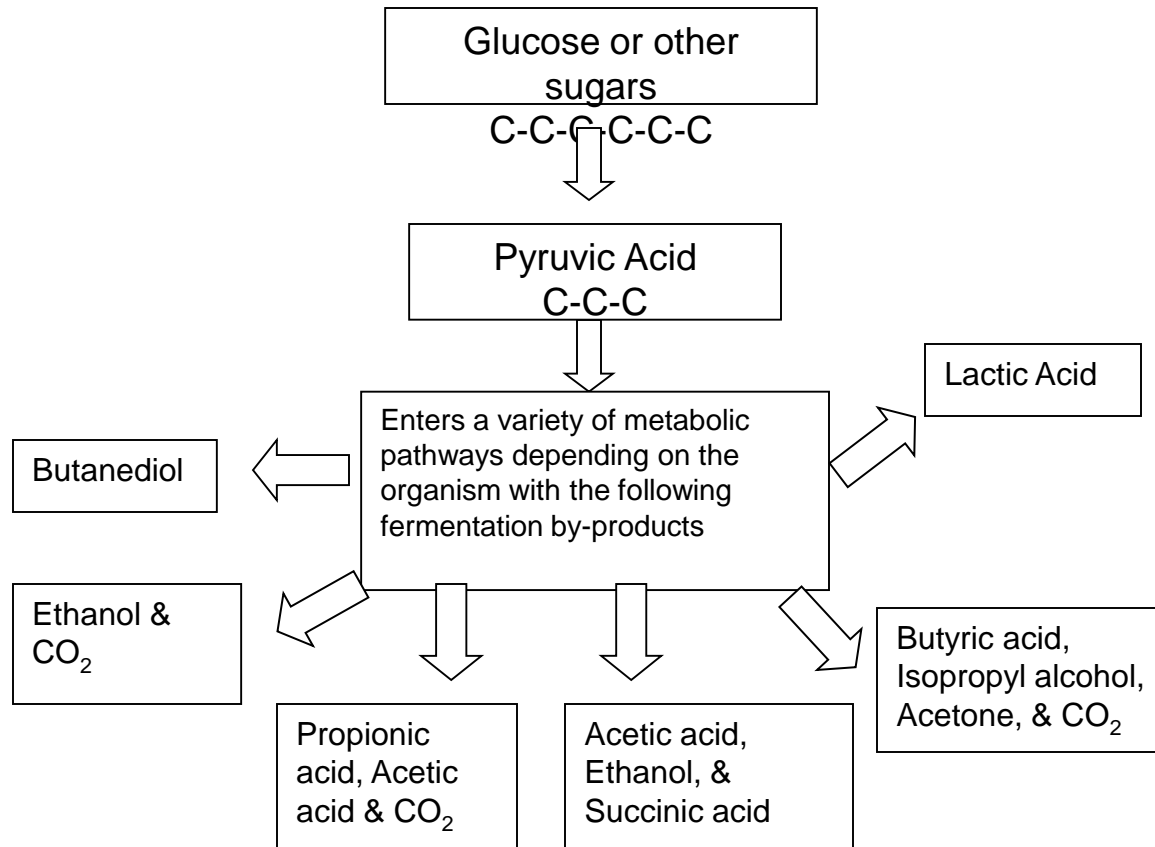 Glucose or other
sugars
C-C-C-C-C-C
Pyruvic Acid
C-C-C
Enters a variety of metabolic
pathways depending on the
organism with the following
fermentation by-products
Lactic Acid
Butanediol
Ethanol &
CO₂
Propionic
acid, Acetic
acid & CO₂
Acetic acid,
Ethanol, &
Succinic acid
Butyric acid,
Isopropyl alcohol,
Acetone, & CO₂